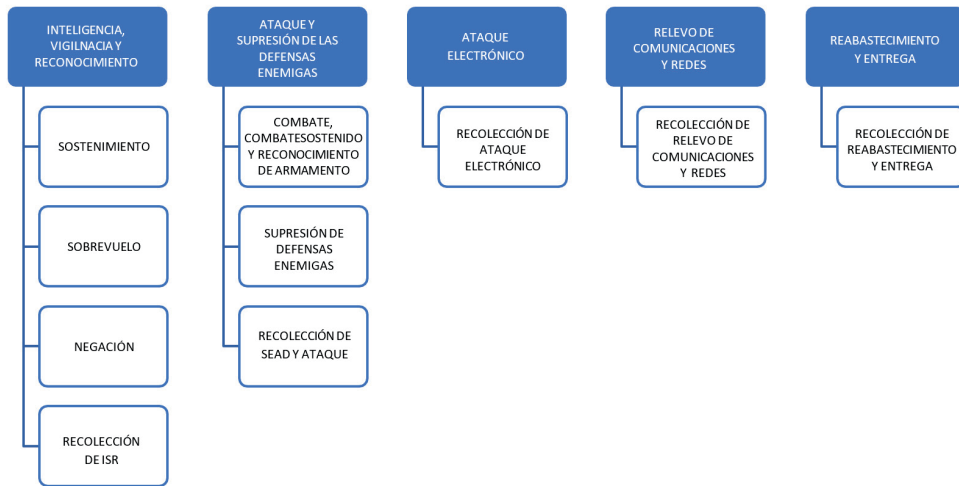 INTELIGENCIA,
VIGILNACIA Y
RECONOCIMIENTO
SOSTENIMIENTO
SOBREVUELO
NEGACIÓN
RECOLECCIÓN
DE ISR
ATAQUE Y
SUPRESIÓN DE LAS
DEFENSAS
ENEMIGAS
COMBATE,
COMBATESOSTENIDO
Y RECONOCIMIENTO
DE ARMAMENTO
SUPRESIÓN DE
DEFENSAS
ENEMIGAS
RECOLECCIÓN DE
SEAD Y ATAQUE
ATAQUE
ELECTRÓNICO
RECOLECCIÓN DE
ATAQUE
ELECTRÓNICO
RELEVO DE
COMUNICACIONES
Y REDES
RECOLECCIÓN DE
RELEVO DE
COMUNICACIONES
Y REDES
REABASTECIMIENTO
Y ENTREGA
RECOLECCIÓN DE
REABASTECIMIENTO
Y ENTREGA